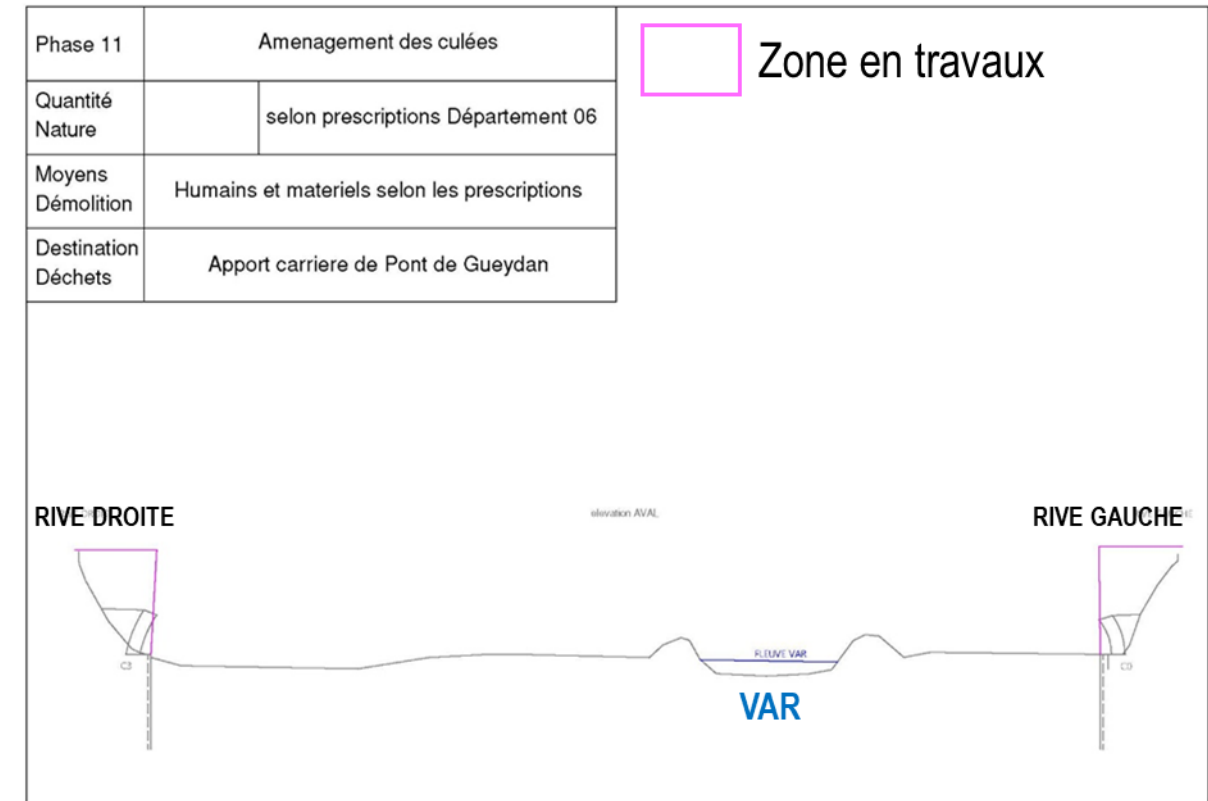 Phase 11
Amenagement des culées
Quantité
Nature
selon prescriptions Département 06
Moyens
Démolition
Humains et materiels selon les prescriptions
Destination
Déchets
Apport carriere de Pont de Gueydan
Zone en travaux
RIVE DROITE
elevation AVAL
RIVE GAUCHE
C3
FLEUVE VAR
C0
VAR